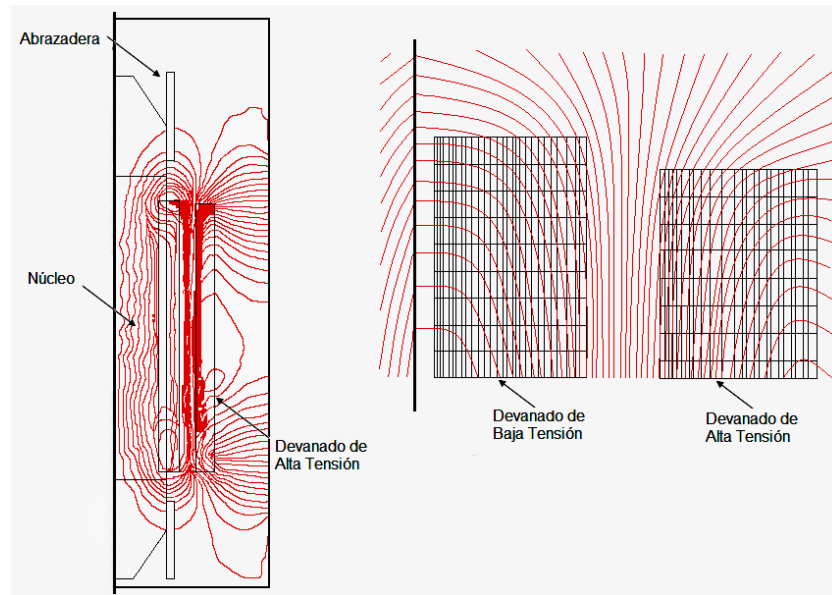 Abrazadera
Núcleo
Devanado de
Alta Tensión
Devanado de
Baja Tensión
Devanado de
Alta Tensión